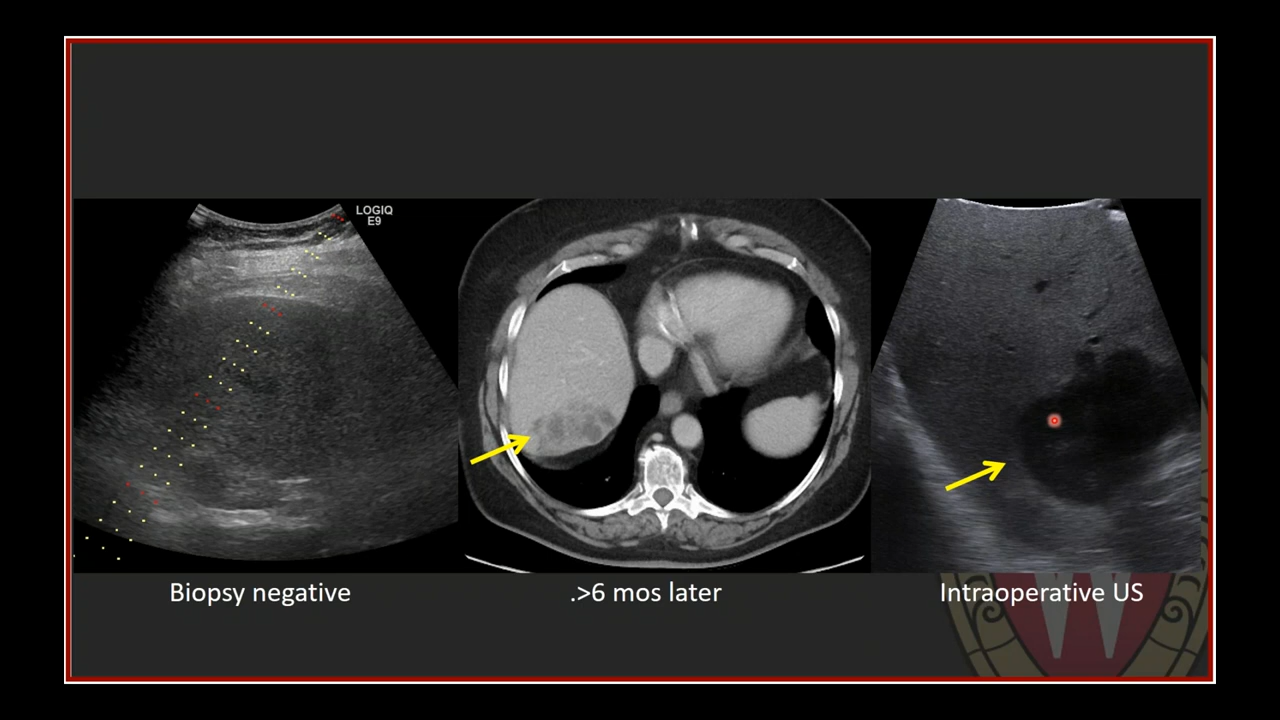 LOGIQ
E9
Biopsy negative
.>6 mos later
Intraoperative US
W